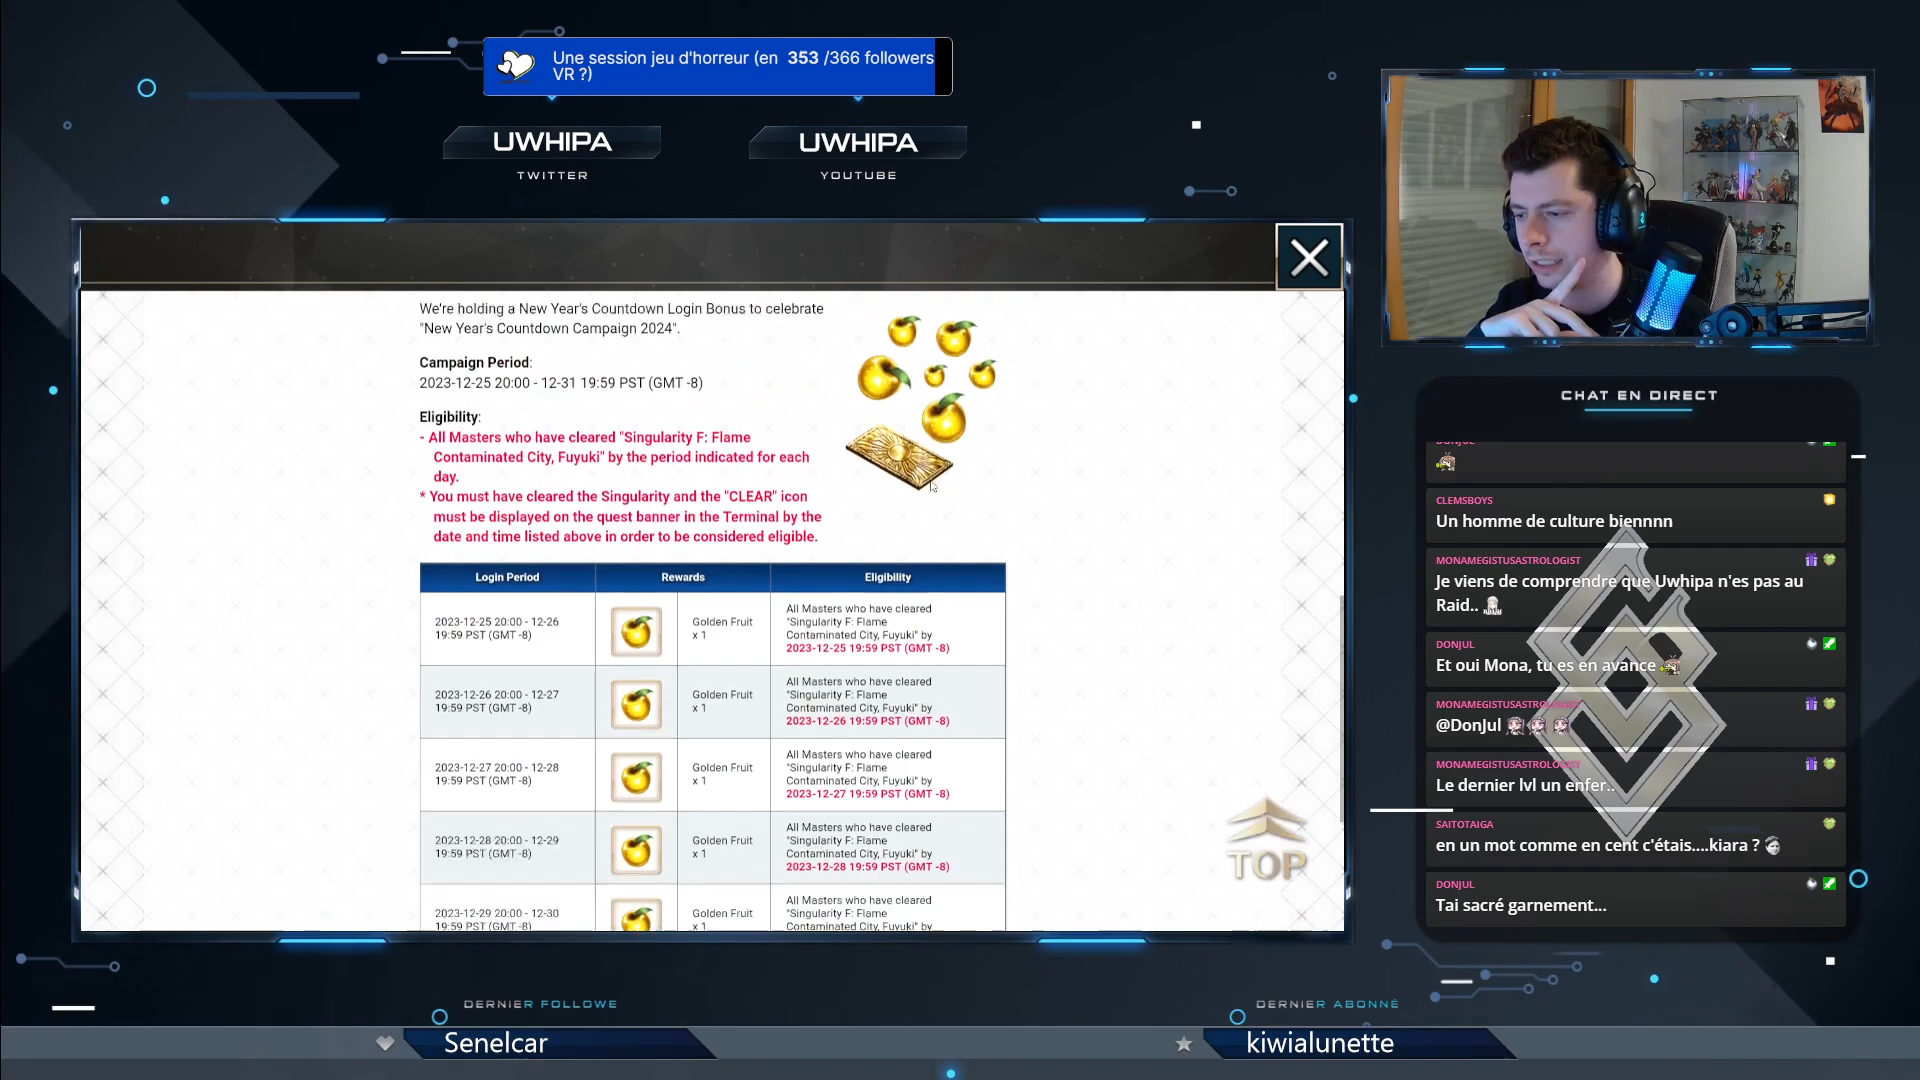 Une session jeu d'horreur (en 353 /366 followers
VR ?)
UWHIPA
TWITTER
UWHIPA
YOUTUBE
We're holding a New Year's Countdown Login Bonus to celebrate
"New Year's Countdown Campaign 2024".
Campaign Period:
2023-12-25 20:00 - 12-31 19:59 PST (GMT -8)
Eligibility:
- All Masters who have cleared "Singularity F: Flame
Contaminated City, Fuyuki" by the period indicated for each
day.
* You must have cleared the Singularity and the "CLEAR" icon
must be displayed on the quest banner in the Terminal by the
date and time listed above in order to be considered eligible.
Login Period Rewards Eligibility
2023-12-25 20:00 - 12-26
19:59 PST (GMT -8)
Golden Fruit
x 1
All Masters who have cleared
"Singularity F: Flame
Contaminated City, Fuyuki" by
2023-12-25 19:59 PST (GMT -8)
2023-12-26 20:00 - 12-27
19:59 PST (GMT -8)
Golden Fruit
x 1
All Masters who have cleared
"Singularity F: Flame
Contaminated City, Fuyuki" by
2023-12-26 19:59 PST (GMT -8)
2023-12-27 20:00 - 12-28
19:59 PST (GMT -8)
Golden Fruit
x 1
All Masters who have cleared
"Singularity F: Flame
Contaminated City, Fuyuki" by
2023-12-27 19:59 PST (GMT -8)
2023-12-28 20:00 - 12-29
19:59 PST (GMT -8)
Golden Fruit
x 1
All Masters who have cleared
"Singularity F: Flame
Contaminated City, Fuyuki" by
2023-12-28 19:59 PST (GMT -8)
2023-12-29 20:00 - 12-30
19:59 PST (GMT -8)
Golden Fruit
x 1
All Masters who have cleared
"Singularity F: Flame
Contaminated City, Fuyuki" by
TOP
CHAT EN DIRECT
DONJUL
CLEMSBOYS
Un homme de culture biennnn
MONAMEGISTUSASTROLOGIST
Je viens de comprendre que Uwhipa n'es pas au
Raid..
DONJUL
Et oui Mona, tu es en avance
MONAMEGISTUSASTROLOGIST
@DonJul
MONAMEGISTUSASTROLOGIST
Le dernier lvl un enfer..
SAITOTAIGA
en un mot comme en cent c'étais....kiara ?
DONJUL
Tai sacré garnement...
DERNIER FOLLOWE
Senelcar
DERNIER ABONNÉ
kiwialunette